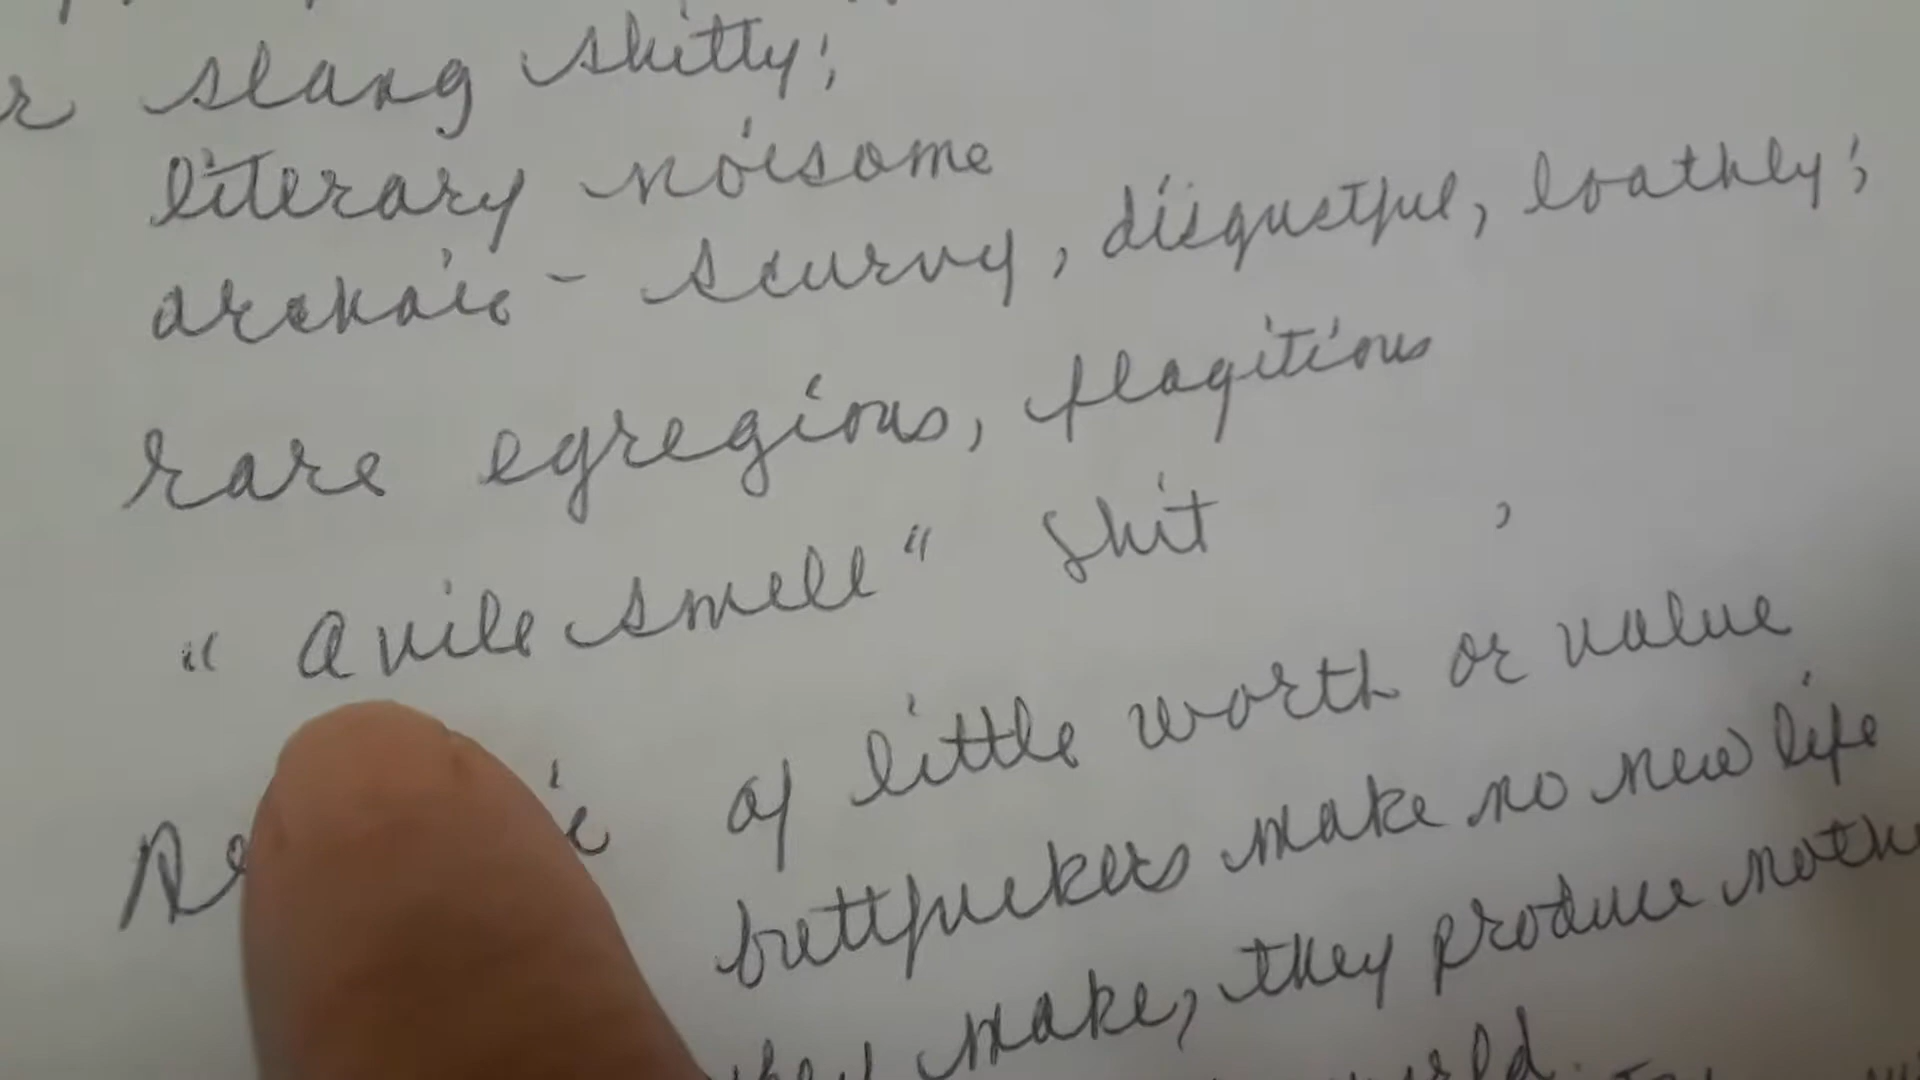 slang shitty;
literary noisome
archaic - scurvy, disgustful, loathly;
rare egregious, flagitious
" a vile smell " shit
of little worth or value
buttfuckers make no new life
make, they produce